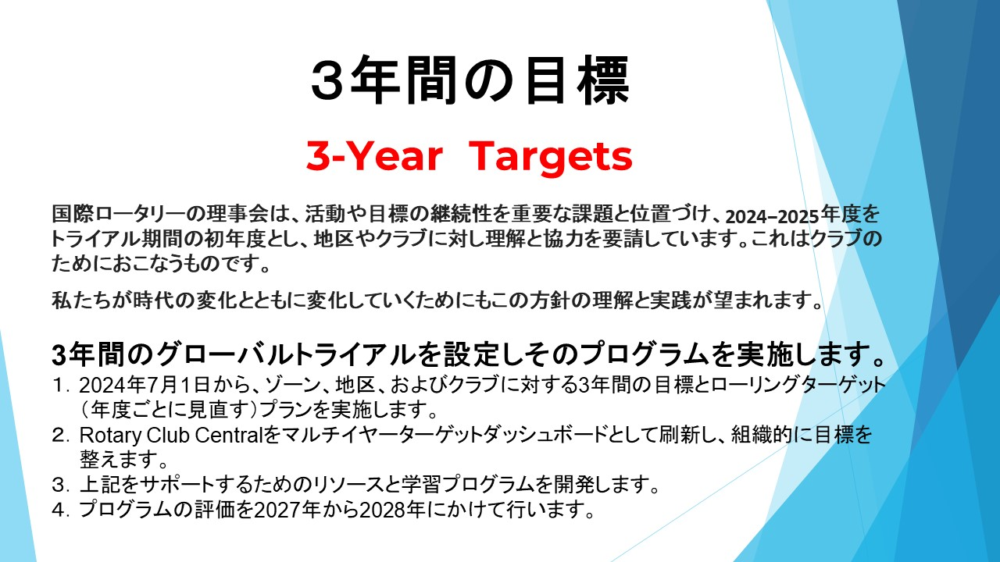 ３年間の目標
3-Year Targets
国際ロータリーの理事会は、活動や目標の継続性を重要な課題と位置づけ、2024–2025年度を
トライアル期間の初年度とし、地区やクラブに対し理解と協力を要請しています。これはクラブの
ためにおこなうものです。
私たちが時代の変化とともに変化していくためにもこの方針の理解と実践が望まれます。
3年間のグローバルトライアルを設定しそのプログラムを実施します。
１．2024年7月1日から、ゾーン、地区、およびクラブに対する3年間の目標とローリングターゲット
（年度ごとに見直す）プランを実施します。
２．Rotary Club Centralをマルチイヤーターゲットダッシュボードとして刷新し、組織的に目標を
整えます。
３．上記をサポートするためのリソースと学習プログラムを開発します。
４．プログラムの評価を2027年から2028年にかけて行います。